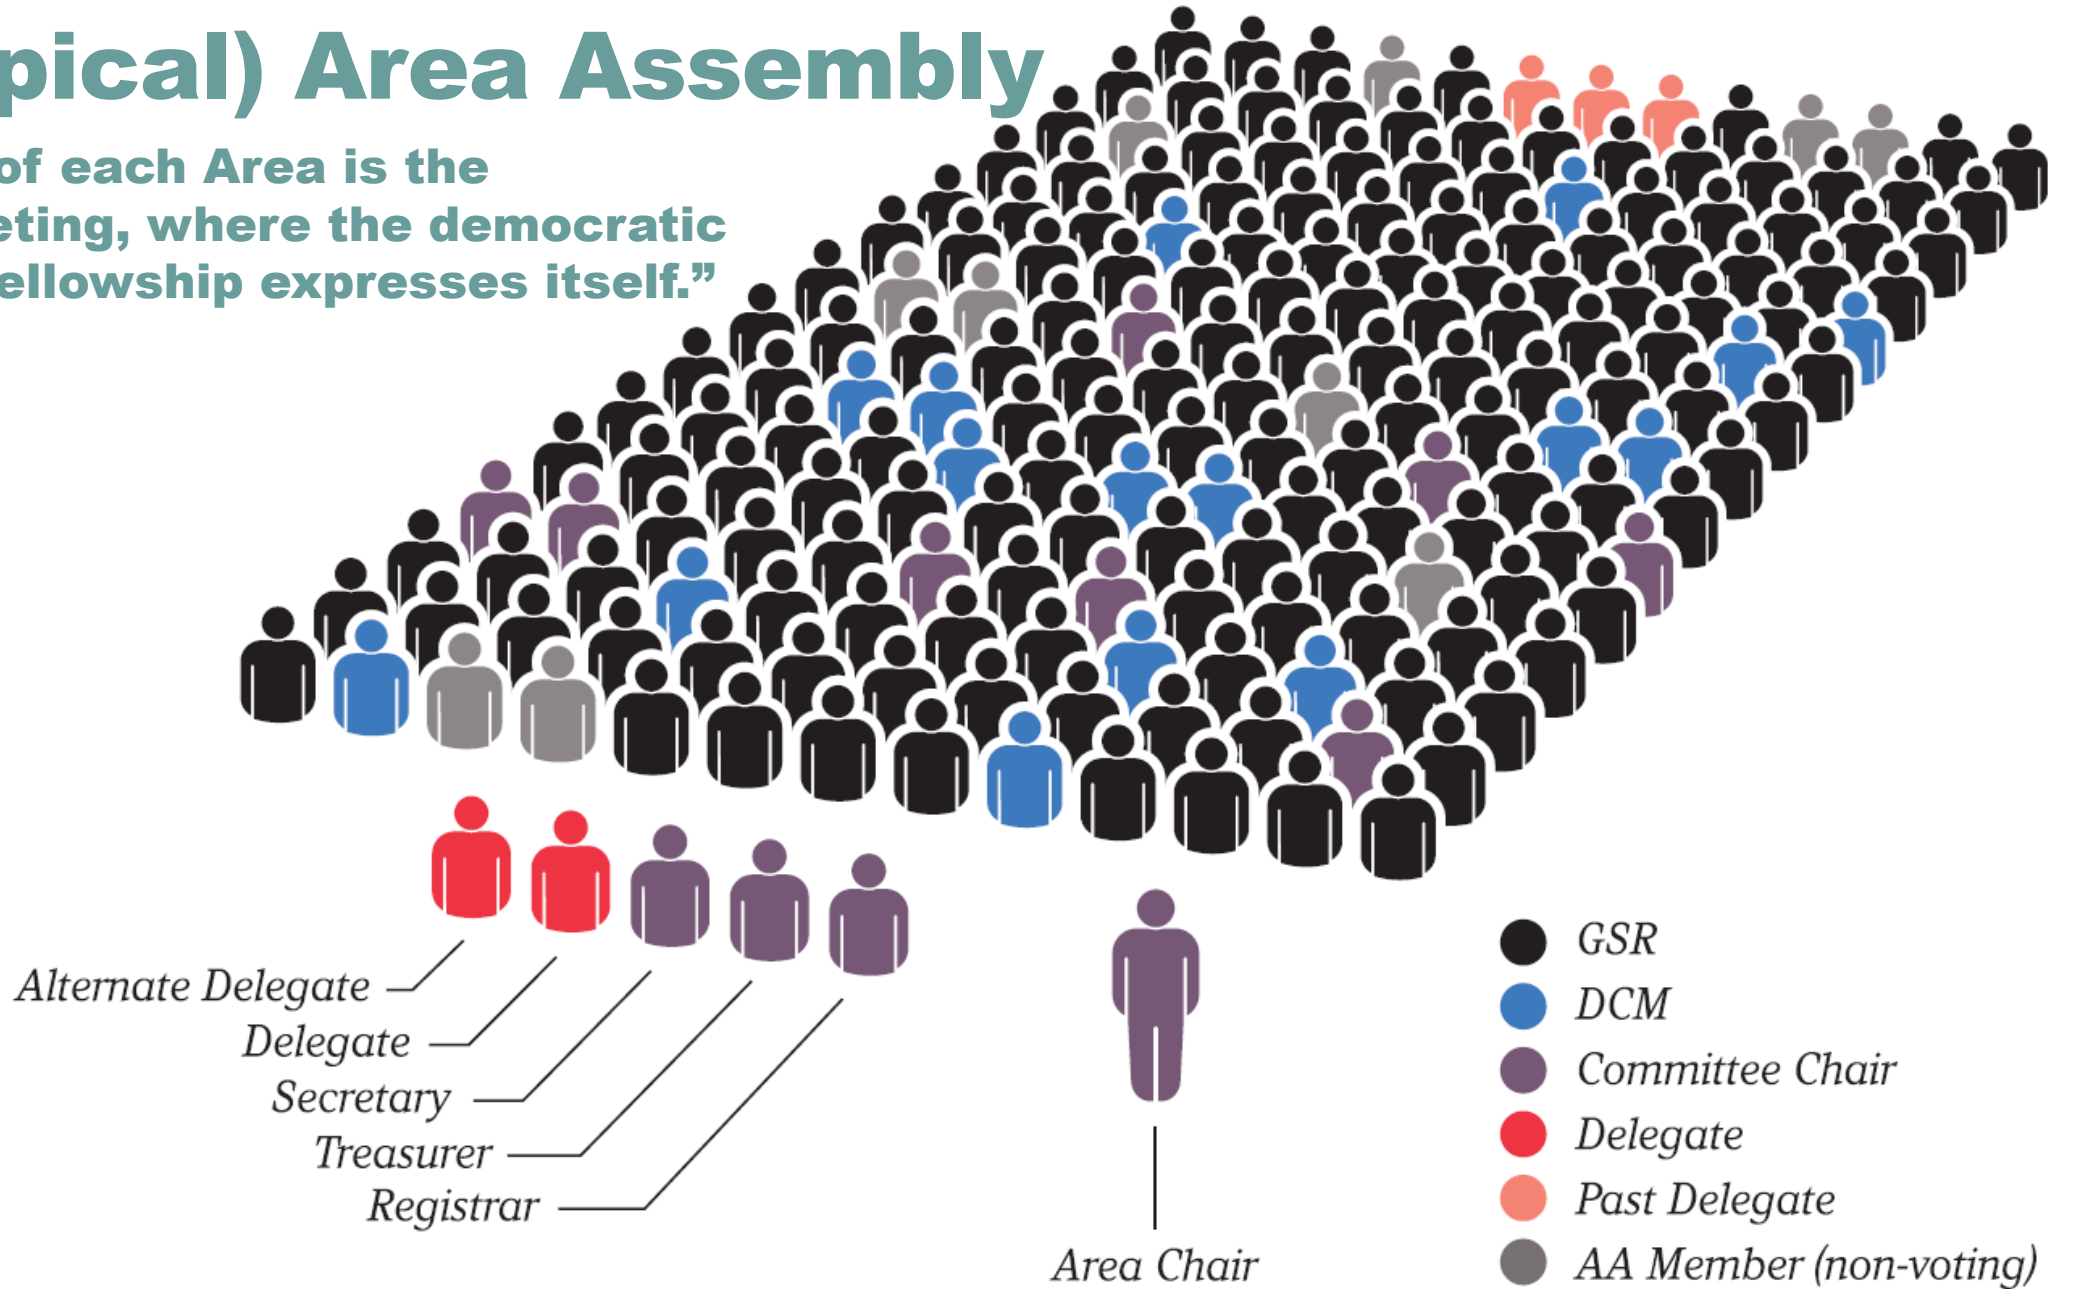 pical) Area Assembly
of each Area is the
eting, where the democratic
ellowship expresses itself.”
Alternate Delegate
Delegate
Secretary
Treasurer
Registrar
Area Chair
GSR
DCM
Committee Chair
Delegate
Past Delegate
AA Member (non-voting)